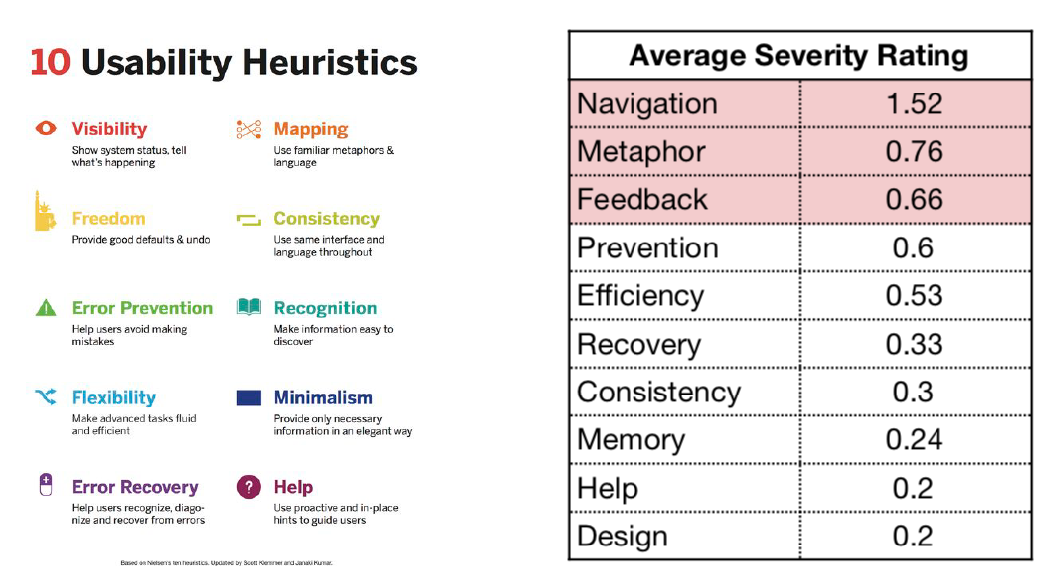 10 Usability Heuristics
Visibility
Show system status, tell
what's happening
Mapping
Use familiar metaphors &
language
Freedom
Provide good defaults & undo
Consistency
Use same interface and
language throughout
Error Prevention
Help users avoid making
mistakes
Recognition
Make information easy to
discover
Flexibility
Make advanced tasks fluid
and efficient
Minimalism
Provide only necessary
information in an elegant way
Error Recovery
Help users recognize, diago-
nize and recover from errors
? Help
Use proactive and in-place
hints to guide users
Based on Nielsen's ten heuristics. Updated by Scott Klemmer and Janaki Kumar.
Average Severity Rating
Navigation 1.52
Metaphor 0.76
Feedback 0.66
Prevention 0.6
Efficiency 0.53
Recovery 0.33
Consistency 0.3
Memory 0.24
Help 0.2
Design 0.2